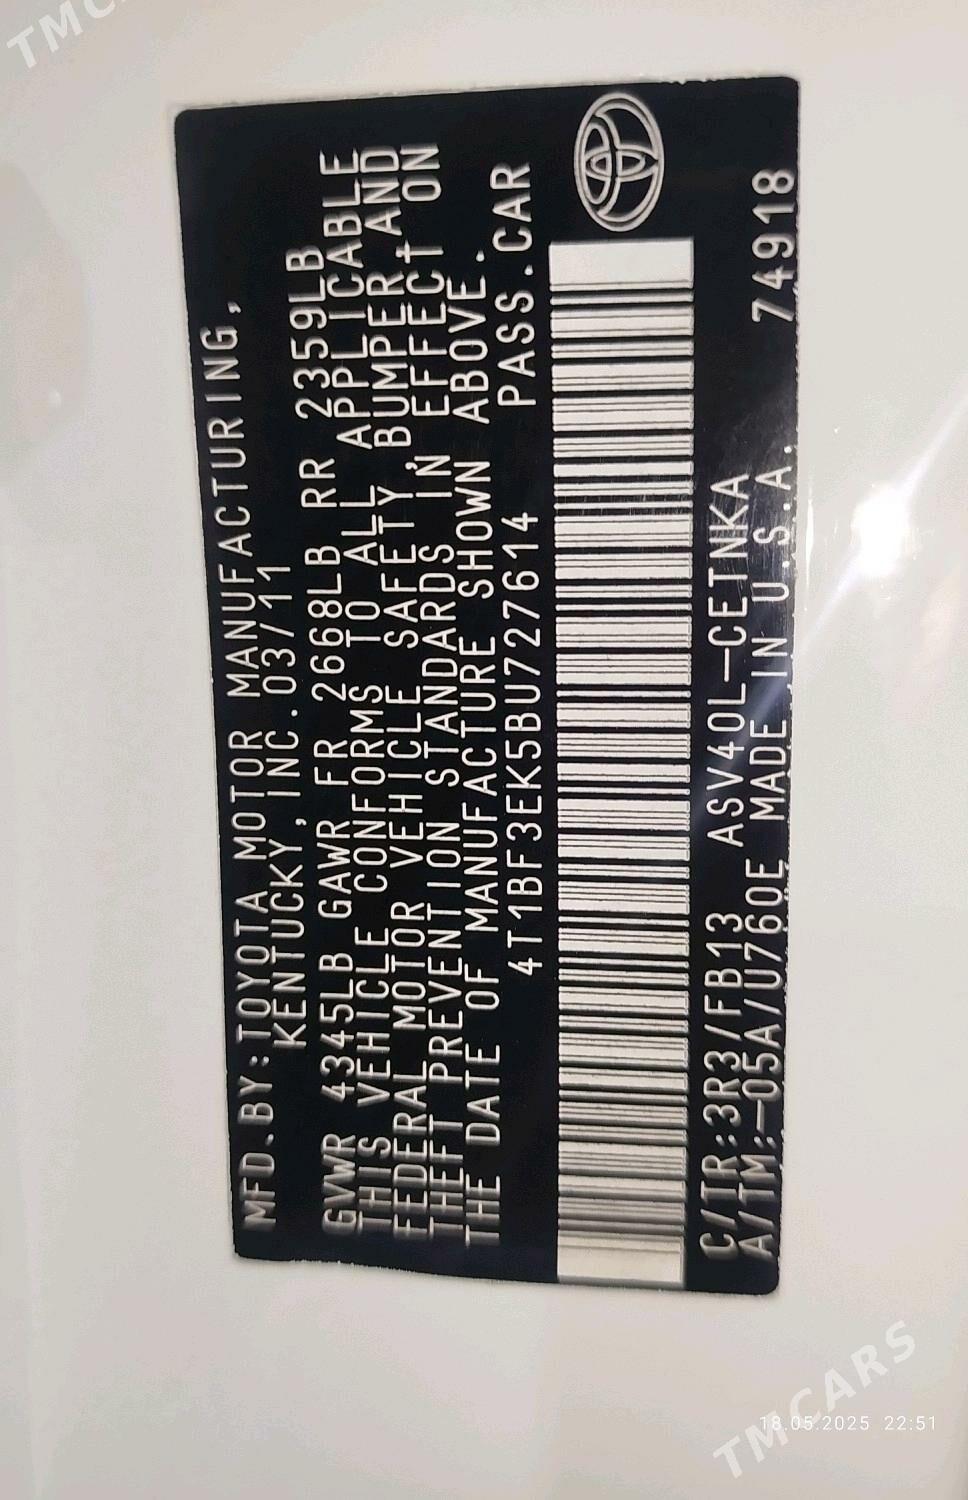 MFD.BY:TOYOTA MOTOR MANUFACTURING,
KENTUCKY, INC.03/11
GVWR 4345LB GAWR FR 2668LB RR 2359LB
THIS VEHICLE CONFORMS TO ALL APPLICABLE
FEDERAL MOTOR VEHICLE SAFETY, BUMPER AND
THEFT PREVENTION STANDARDS IN EFFECT ON
THE DATE OF MANUFACTURE SHOWN ABOVE.
4T1BF3EK5BU727614 PASS.CAR
C/TR:3R3/FB13 ASV40L-CETNKA
A/TM:-05A/U760E MADE IN U.S.A. 74918
TMCARS
18.05.2025 22:51